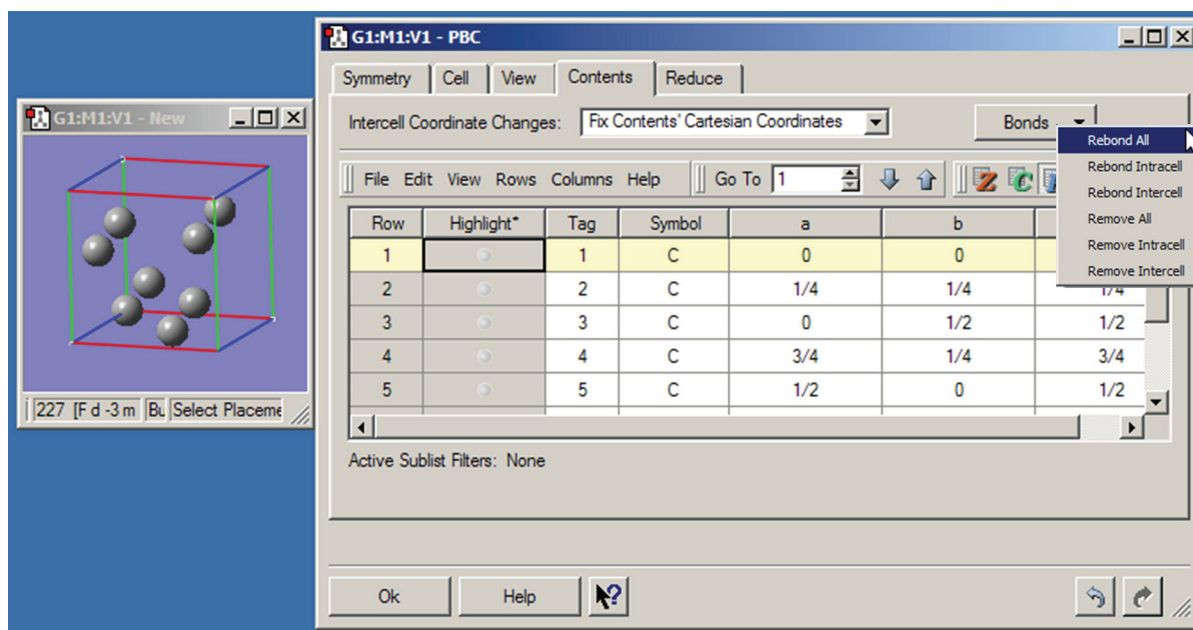 G1:M1:V1 - PBC
Symmetry Cell View Contents Reduce
Intercell Coordinate Changes: Fix Contents' Cartesian Coordinates Bonds
Rebond All
Rebond Intracell
Rebond Intercell
Remove All
Remove Intracell
Remove Intercell
File Edit View Rows Columns Help Go To 1
Row Highlight* Tag Symbol a b
1 1 C 0 0
2 2 C 1/4 1/4 1/4
3 3 C 0 1/2 1/2
4 4 C 3/4 1/4 3/4
5 5 C 1/2 0 1/2
Active Sublist Filters: None
Ok Help
G1:M1:V1 - New
227 [F d -3 m Select Placeme